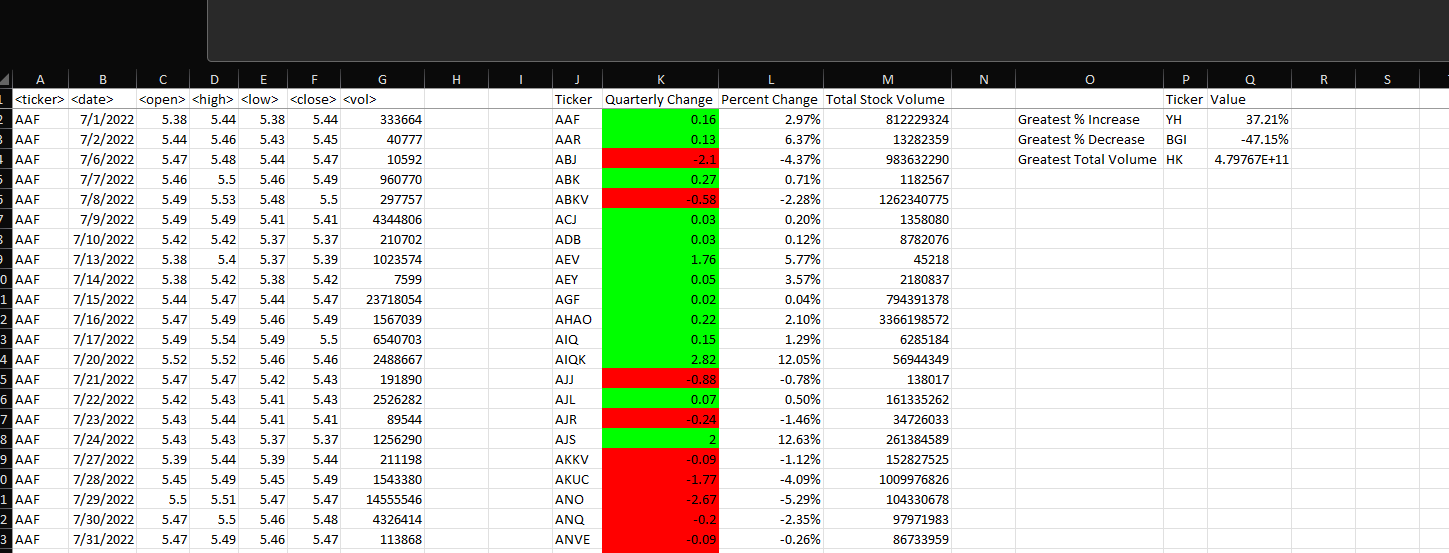 A B C D E F G H I J K L M N O P Q R S
1 <ticker> <date> <open> <high> <low> <close> <vol> Ticker Quarterly Change Percent Change Total Stock Volume Ticker Value
2 AAF 7/1/2022 5.38 5.44 5.38 5.44 333664 AAF 0.16 2.97% 812229324 Greatest % Increase YH 37.21%
3 AAF 7/2/2022 5.44 5.46 5.43 5.45 40777 AAR 0.13 6.37% 13282359 Greatest % Decrease BGI -47.15%
4 AAF 7/6/2022 5.47 5.48 5.44 5.47 10592 ABJ -2.1 -4.37% 983632290 Greatest Total Volume HK 4.79767E+11
5 AAF 7/7/2022 5.46 5.5 5.46 5.49 960770 ABK 0.27 0.71% 1182567
AAF 7/8/2022 5.49 5.53 5.48 5.5 297757 ABKV -0.58 -2.28% 1262340775
7 AAF 7/9/2022 5.49 5.49 5.41 5.41 4344806 ACJ 0.03 0.20% 1358080
AAF 7/10/2022 5.42 5.42 5.37 5.37 210702 ADB 0.03 0.12% 8782076
9 AAF 7/13/2022 5.38 5.4 5.37 5.39 1023574 AEV 1.76 5.77% 45218
0 AAF 7/14/2022 5.38 5.42 5.38 5.42 7599 AEY 0.05 3.57% 2180837
1 AAF 7/15/2022 5.44 5.47 5.44 5.47 23718054 AGF 0.02 0.04% 794391378
2 AAF 7/16/2022 5.47 5.49 5.46 5.49 1567039 AHAO 0.22 2.10% 3366198572
3 AAF 7/17/2022 5.49 5.54 5.49 5.5 6540703 AIQ 0.15 1.29% 6285184
4 AAF 7/20/2022 5.52 5.52 5.46 5.46 2488667 AIQK 2.82 12.05% 56944349
5 AAF 7/21/2022 5.47 5.47 5.42 5.43 191890 AJJ -0.88 -0.78% 138017
6 AAF 7/22/2022 5.42 5.43 5.41 5.43 2526282 AJL 0.07 0.50% 161335262
7 AAF 7/23/2022 5.43 5.44 5.41 5.41 89544 AJR -0.24 -1.46% 34726033
8 AAF 7/24/2022 5.43 5.43 5.37 5.37 1256290 AJS 2 12.63% 261384589
9 AAF 7/27/2022 5.39 5.44 5.39 5.44 211198 AKKV -0.09 -1.12% 152827525
0 AAF 7/28/2022 5.45 5.49 5.45 5.49 1543380 AKUC -1.77 -4.09% 1009976826
1 AAF 7/29/2022 5.5 5.51 5.47 5.47 14555546 ANO -2.67 -5.29% 104330678
2 AAF 7/30/2022 5.47 5.5 5.46 5.48 4326414 ANQ -0.2 -2.35% 97971983
3 AAF 7/31/2022 5.47 5.49 5.46 5.47 113868 ANVE -0.09 -0.26% 86733959